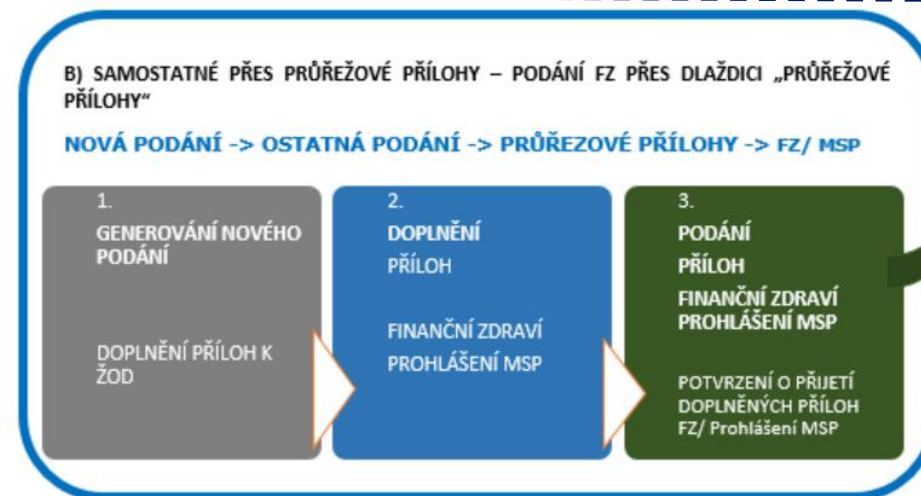 B) SAMOSTATNÉ PŘES PRŮŘEŽOVÉ PŘÍLOHY – PODÁNÍ FZ PŘES DLAŽDICI „PRŮŘEŽOVÉ
PŘÍLOHY“
NOVÁ PODÁNÍ -> OSTATNÁ PODÁNÍ -> PRŮŘEZOVÉ PŘÍLOHY -> FZ/ MSP
1.
GENEROVÁNÍ NOVÉHO
PODÁNÍ
DOPLNĚNÍ PŘÍLOH K
ŽOD
2.
DOPLNĚNÍ
PŘÍLOH
FINANČNÍ ZDRAVÍ
PROHLÁŠENÍ MSP
3.
PODÁNÍ
PŘÍLOH
FINANČNÍ ZDRAVÍ
PROHLÁŠENÍ MSP
POTVRZENÍ O PŘIJETÍ
DOPLNĚNÝCH PŘÍLOH
FZ/ Prohlášení MSP